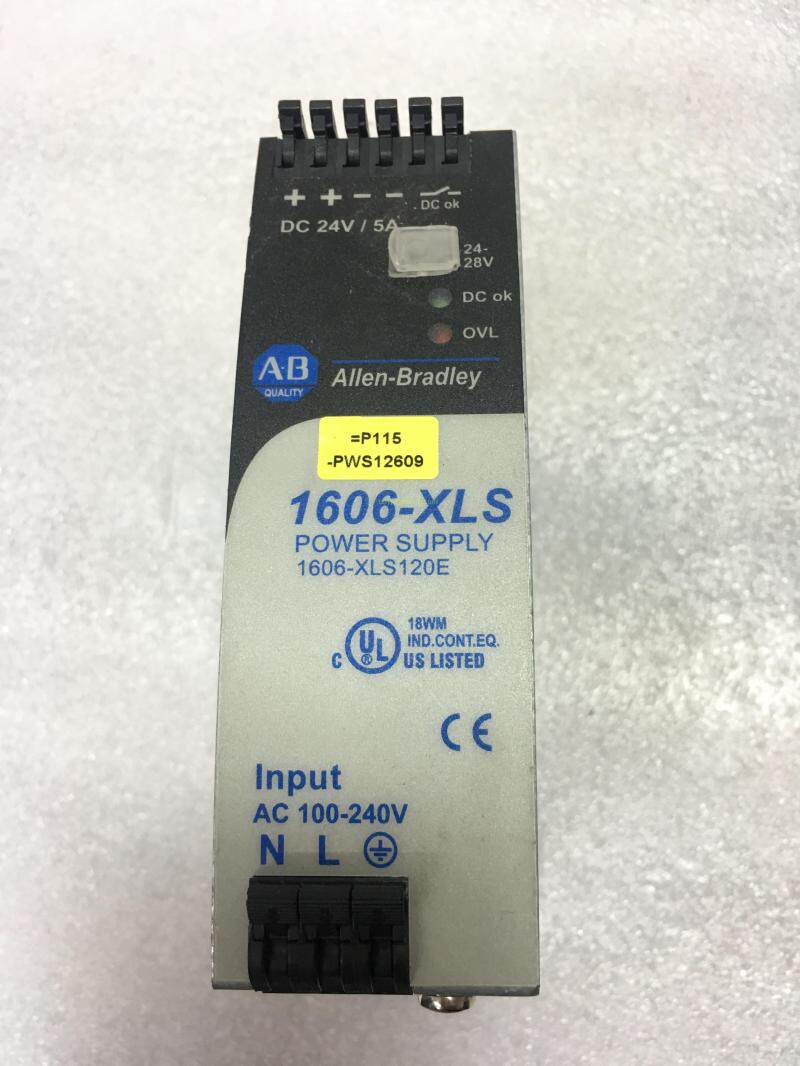 + + − −
DC ok
DC 24V / 5A
24-
28V
DC ok
OVL
A·B
QUALITY
Allen-Bradley
=P115
-PWS12609
1606-XLS
POWER SUPPLY
1606-XLS120E
18WM
IND.CONT.EQ.
C UL ® US LISTED
CE
Input
AC 100-240V
N L